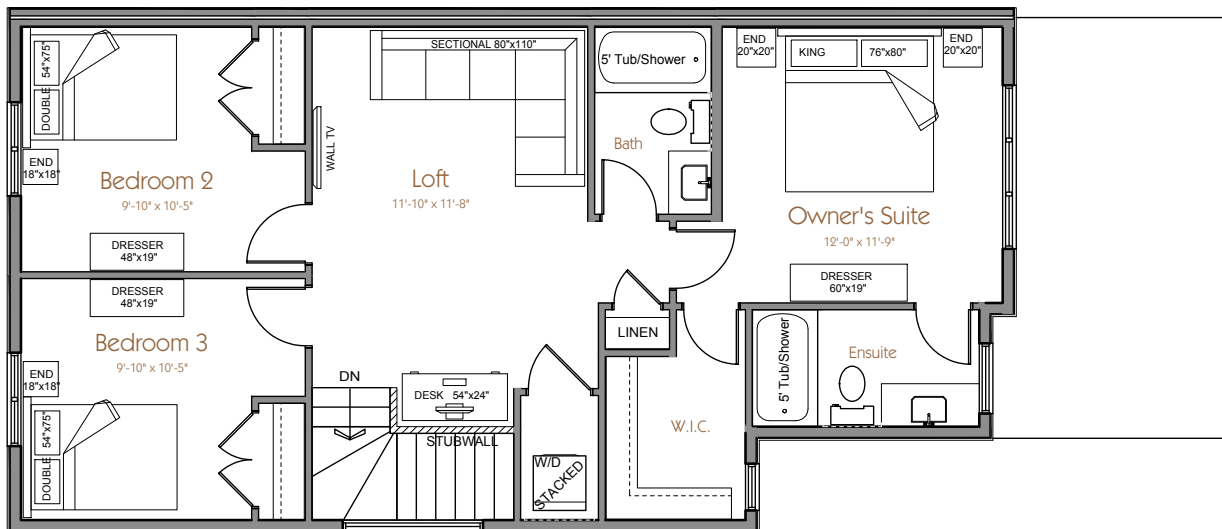 54"x75"
DOUBLE
END
18"x18"
Bedroom 2
9'-10" x 10'-5"
DRESSER
48"x19"
WALL TV
SECTIONAL 80"x110"
Loft
11'-10" x 11'-8"
5' Tub/Shower
Bath
END
20"x20"
KING
76"x80"
END
20"x20"
Owner's Suite
12'-0" x 11'-9"
DRESSER
60"x19"
DRESSER
48"x19"
Bedroom 3
9'-10" x 10'-5"
END
18"x18"
54"x75"
DOUBLE
DN
DESK 54"x24"
STUBWALL
LINEN
W/D
STACKED
W.I.C.
5' Tub/Shower
Ensuite